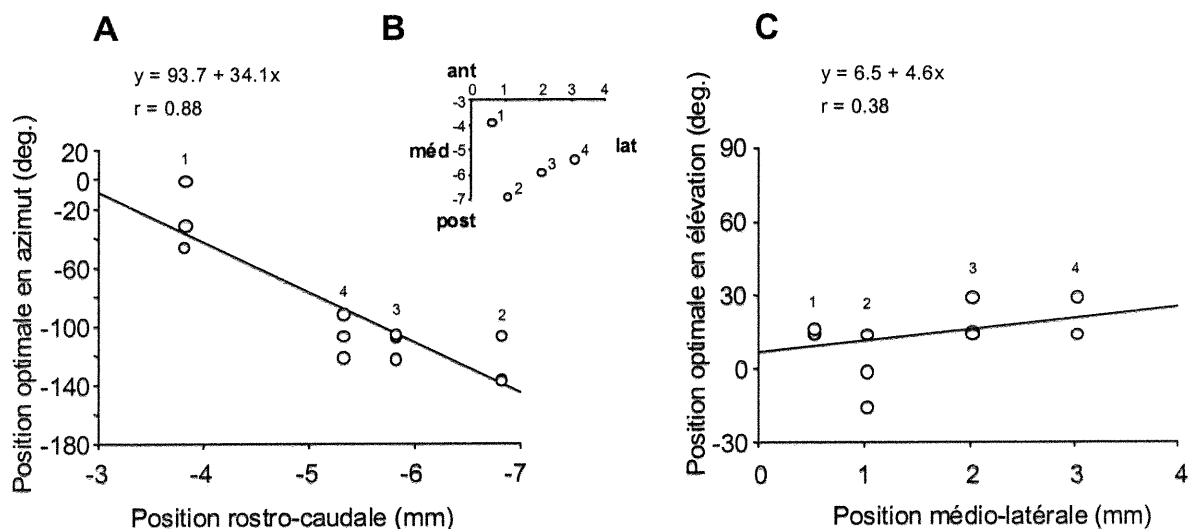 A
y = 93.7 + 34.1x
r = 0.88
Position optimale en azimut (deg.)
20
0
-20
-60
-100
-140
-180
1
4
3
2
-3
-4
-5
-6
-7
Position rostro-caudale (mm)
B
ant
0 1 2 3 4
-3
-4
-5
-6
-7
méd
lat
post
1
2
3
4
C
y = 6.5 + 4.6x
r = 0.38
Position optimale en élévation (deg.)
90
60
30
0
-30
1
2
3
4
0 1 2 3 4
Position médio-latérale (mm)